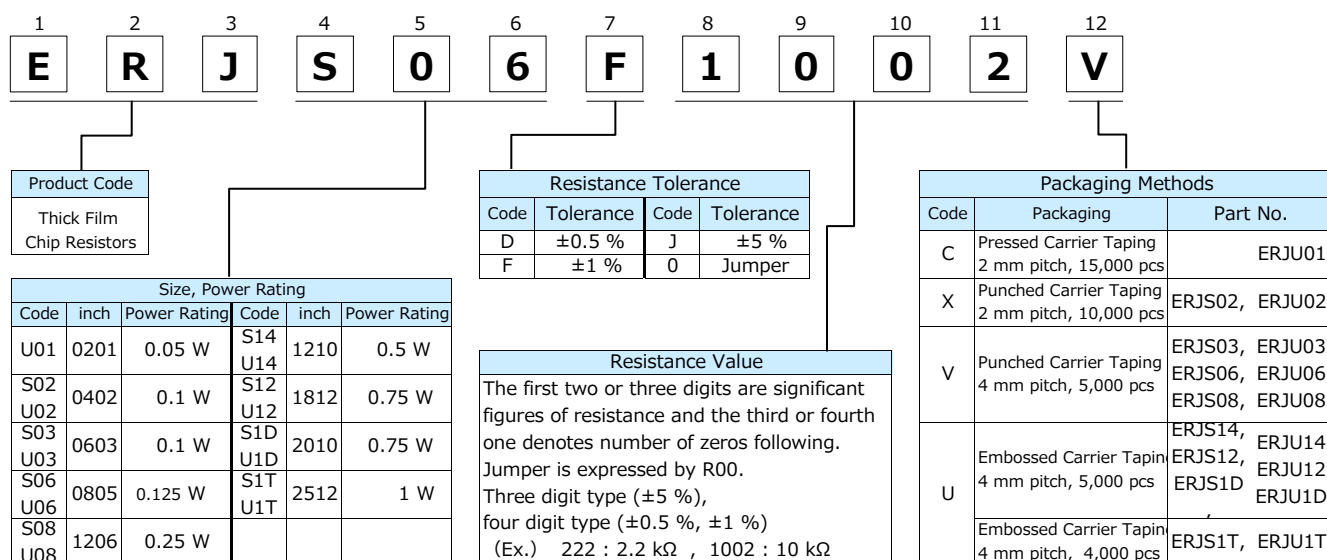 1 2 3 4 5 6 7 8 9 10 11 12
E R J S 0 6 F 1 0 0 2 V
Product Code
Thick Film
Chip Resistors
Size, Power Rating
Code inch Power Rating Code inch Power Rating
U01 0201 0.05 W S14 U14 1210 0.5 W
S02 U02 0402 0.1 W S12 U12 1812 0.75 W
S03 U03 0603 0.1 W S1D U1D 2010 0.75 W
S06 U06 0805 0.125 W S1T U1T 2512 1 W
S08 U08 1206 0.25 W
Resistance Tolerance
Code Tolerance Code Tolerance
D ±0.5 % J ±5 %
F ±1 % 0 Jumper
Resistance Value
The first two or three digits are significant
figures of resistance and the third or fourth
one denotes number of zeros following.
Jumper is expressed by R00.
Three digit type (±5 %),
four digit type (±0.5 %, ±1 %)
(Ex.) 222 : 2.2 kΩ , 1002 : 10 kΩ
Packaging Methods
Code Packaging Part No.
C Pressed Carrier Taping
2 mm pitch, 15,000 pcs ERJU01
X Punched Carrier Taping
2 mm pitch, 10,000 pcs ERJS02, ERJU02
V Punched Carrier Taping
4 mm pitch, 5,000 pcs
ERJS03, ERJU03
ERJS06, ERJU06
ERJS08, ERJU08
U Embossed Carrier Taping
4 mm pitch, 5,000 pcs
ERJS14, ERJU14
ERJS12, ERJU12
ERJS1D ERJU1D
,
Embossed Carrier Taping
4 mm pitch, 4,000 pcs ERJS1T, ERJU1T